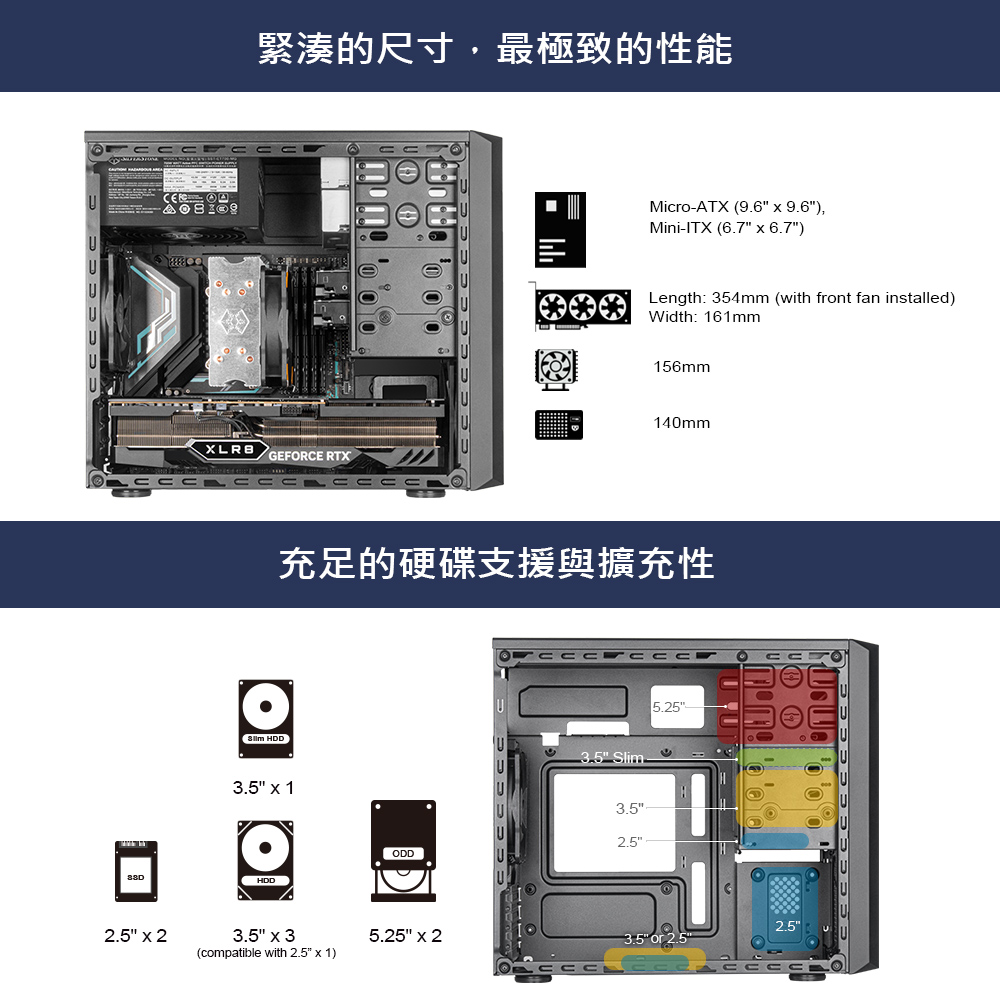 緊湊的尺寸，最極致的性能
SILVERSTONE
CAUTION! HAZARDOUS AREA
XLR8
GEFORCE RTX
Micro-ATX (9.6" x 9.6"),
Mini-ITX (6.7" x 6.7")
Length: 354mm (with front fan installed)
Width: 161mm
156mm
140mm
充足的硬碟支援與擴充性
Slim HDD
3.5" x 1
SSD
2.5" x 2
HDD
3.5" x 3
(compatible with 2.5" x 1)
ODD
5.25" x 2
5.25"
3.5" Slim
3.5"
2.5"
2.5"
3.5" or 2.5"